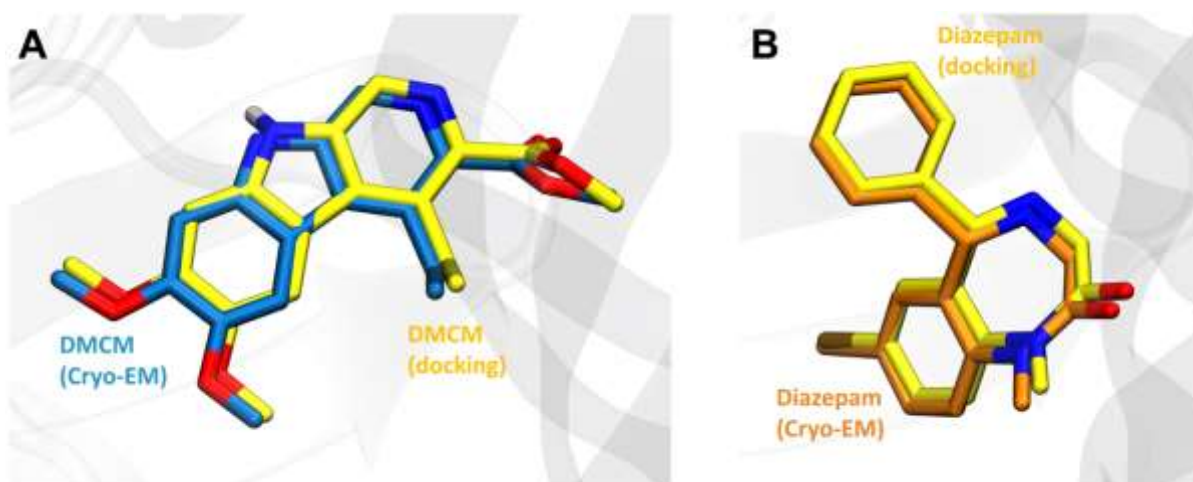 A
DMCM
(Cryo-EM)
DMCM
(docking)
B
Diazepam
(docking)
Diazepam
(Cryo-EM)